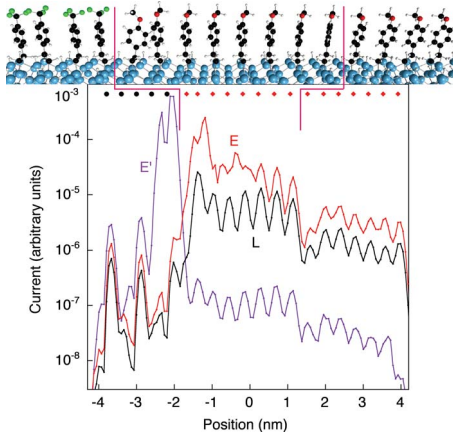 10-3
10-4
10-5
10-6
10-7
10-8
Current (arbitrary units)
E'
E
L
-4 -3 -2 -1 0 1 2 3 4
Position (nm)